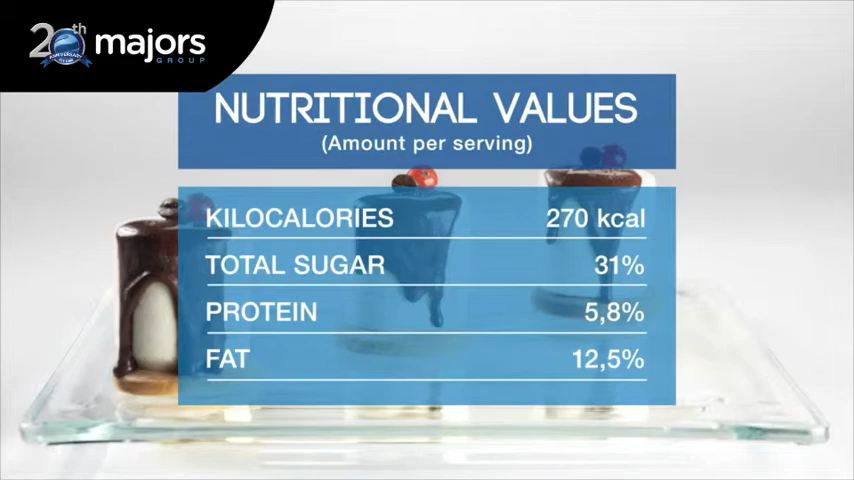 20th
majors
GROUP
NUTRITIONAL VALUES
(Amount per serving)
KILOCALORIES 270 kcal
TOTAL SUGAR 31%
PROTEIN 5,8%
FAT 12,5%